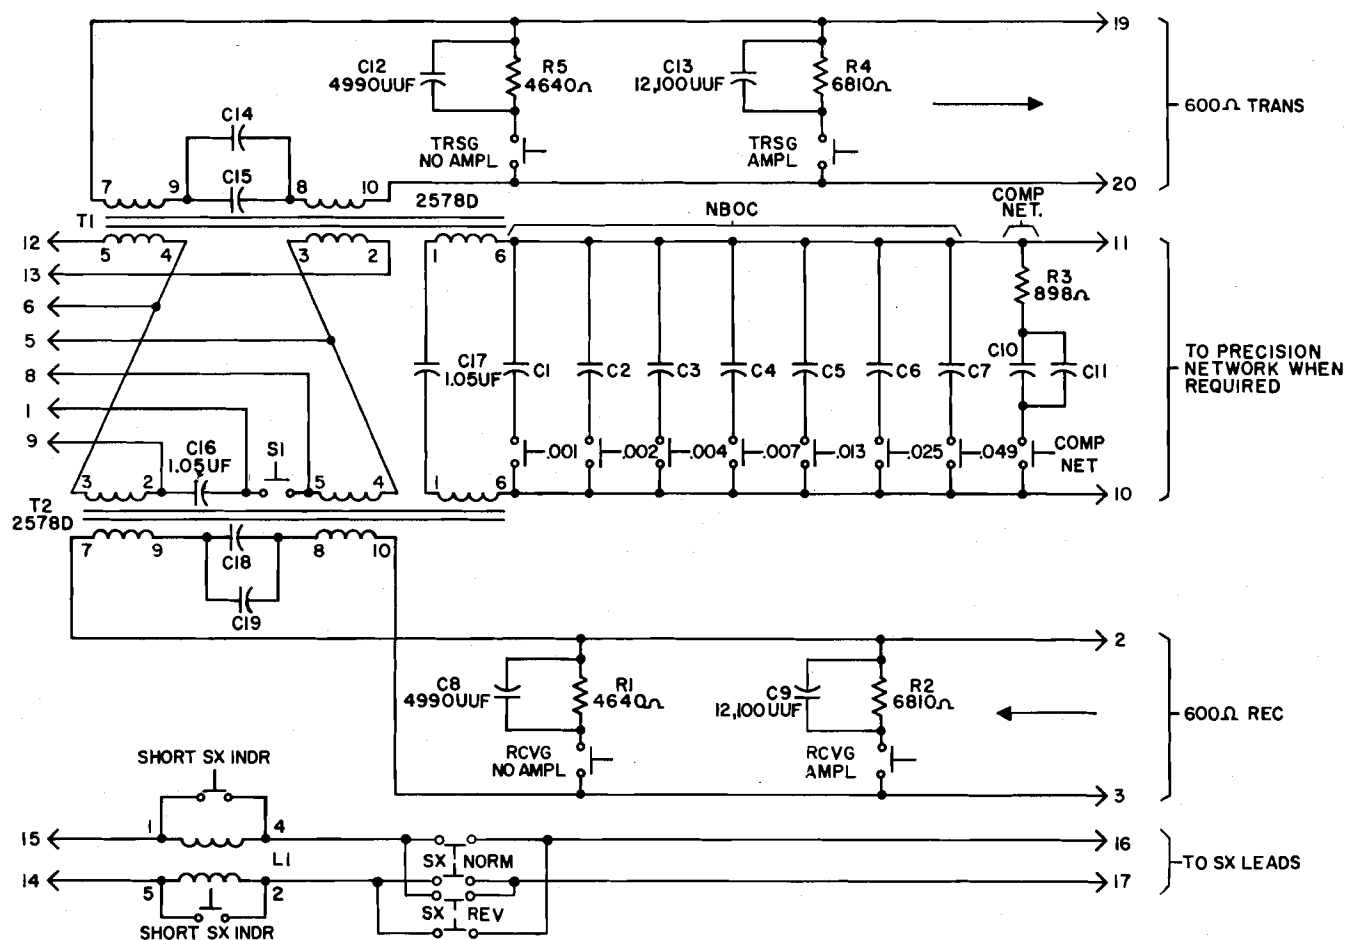 19
C12
4990UUF
R5
4640Ω
C13
12,100UUF
R4
6810Ω
600Ω TRANS
C14
C15
TRSG
NO AMPL
TRSG
AMPL
7
9
8
10
2578D
20
T1
NBOC
COMP
NET.
12
5
4
3
2
1
6
11
13
6
5
8
1
9
R3
898Ω
C17
1.05UF
C1
C2
C3
C4
C5
C6
C7
C10
C11
TO PRECISION
NETWORK WHEN
REQUIRED
C16
1.05UF
S1
.001
.002
.004
.007
.013
.025
.049
COMP
NET
3
2
5
4
1
6
10
T2
2578D
7
9
C18
8
10
C19
2
C8
4990UUF
R1
4640Ω
C9
12,100UUF
R2
6810Ω
600Ω REC
RCVG
NO AMPL
RCVG
AMPL
3
SHORT SX INDR
15
1
4
16
L1
SX NORM
TO SX LEADS
14
5
2
17
SX REV
SHORT SX INDR